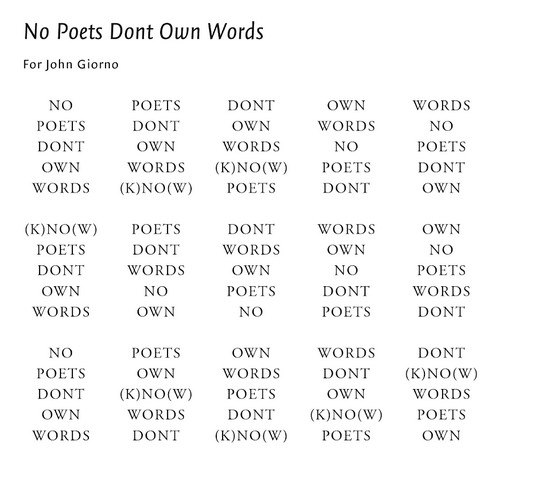 No Poets Dont Own Words
For John Giorno
NO POETS DONT OWN WORDS
POETS DONT OWN WORDS NO
DONT OWN WORDS NO POETS
OWN WORDS (K)NO(W) POETS DONT
WORDS (K)NO(W) POETS DONT OWN
(K)NO(W) POETS DONT WORDS OWN
POETS DONT WORDS OWN NO
DONT WORDS OWN NO POETS
OWN NO POETS DONT WORDS
WORDS OWN NO POETS DONT
NO POETS OWN WORDS DONT
POETS OWN WORDS DONT (K)NO(W)
DONT (K)NO(W) POETS OWN WORDS
OWN WORDS DONT (K)NO(W) POETS
WORDS DONT (K)NO(W) POETS OWN